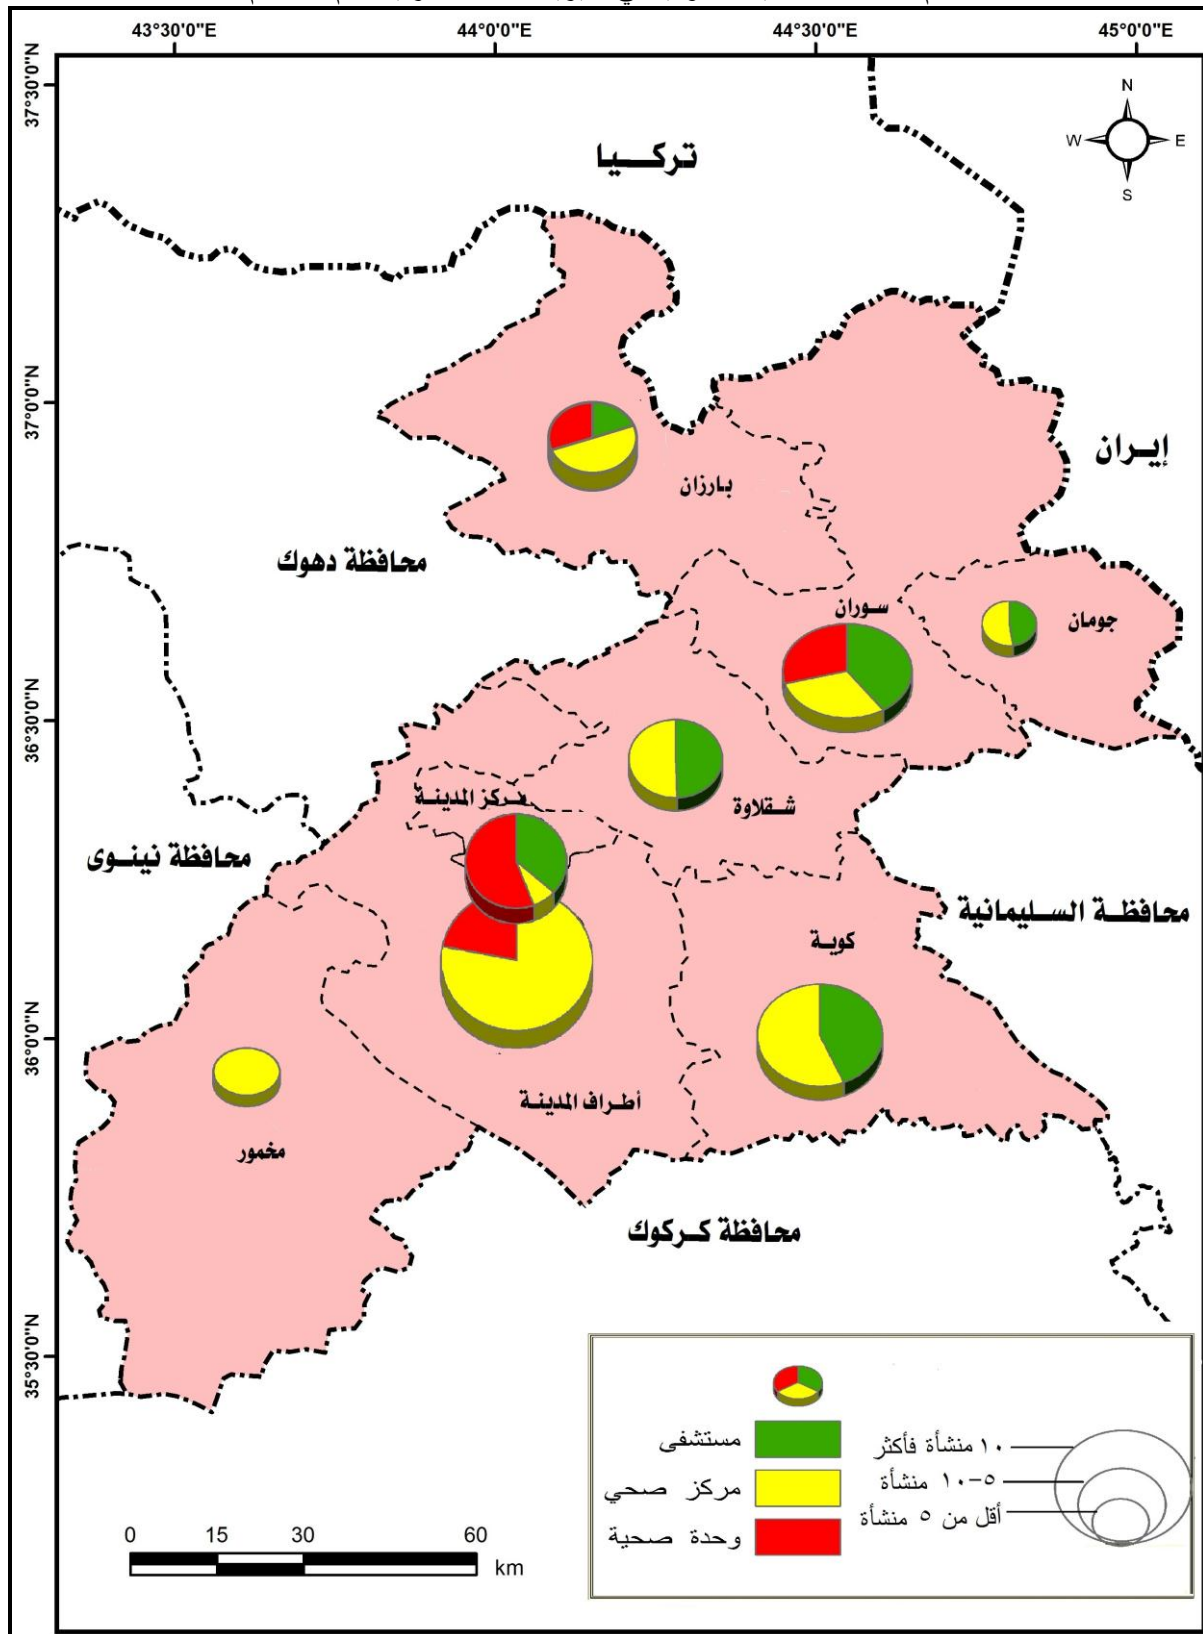 43°30'0"E
44°0'0"E
44°30'0"E
45°0'0"E
37°30'0"N
37°0'0"N
36°30'0"N
36°0'0"N
35°30'0"N
N
W
E
S
تركيا
إيران
بارزان
محافظة دهوك
سوران
جومان
مركز المدينة
شقلاوة
محافظة نينوى
محافظة السليمانية
كوية
أطراف المدينة
مخمور
محافظة كركوك
مستشفى
مركز صحي
وحدة صحية
١٠ منشأة فأكثر
٥-١٠ منشأة
أقل من ٥ منشأة
0 15 30 60
km